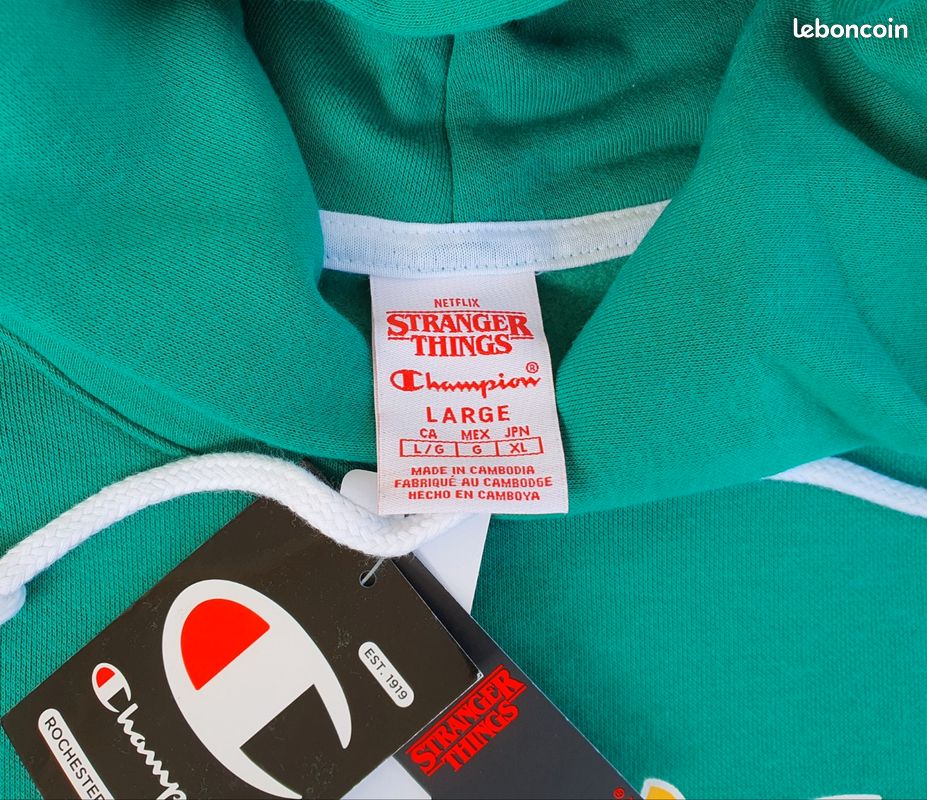 leboncoin
NETFLIX
STRANGER
THINGS
Champion®
LARGE
CA MEX JPN
L/G G XL
MADE IN CAMBODIA
FABRIQUÉ AU CAMBODGE
HECHO EN CAMBOYA
EST. 1919
Champ
ROCHESTER
STRANGER
THINGS
®